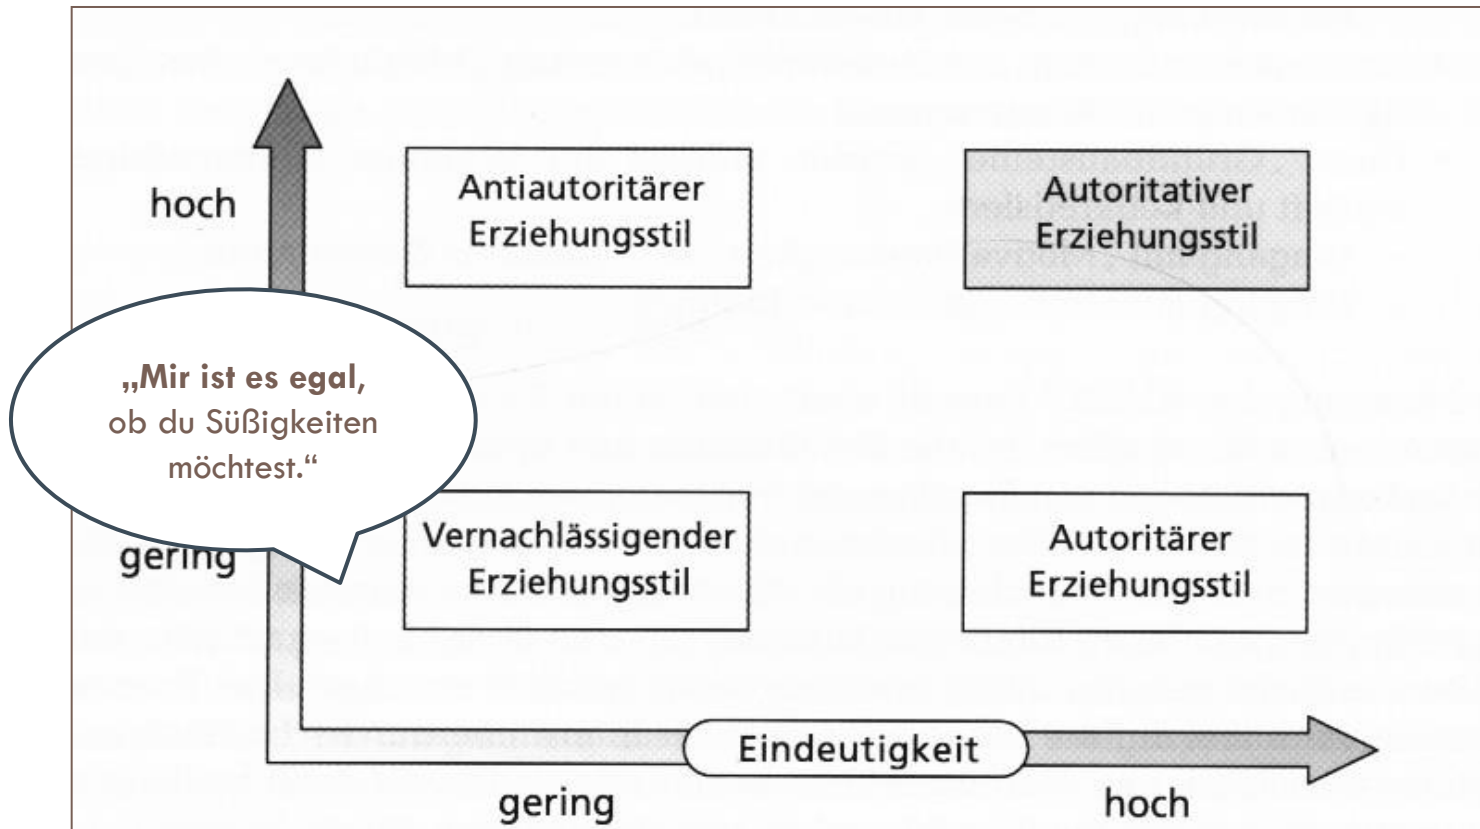 hoch
Antiautoritärer
Erziehungsstil
Autoritativer
Erziehungsstil
„Mir ist es egal,
ob du Süßigkeiten
möchtest.“
gering
Vernachlässigender
Erziehungsstil
Autoritärer
Erziehungsstil
Eindeutigkeit
gering
hoch